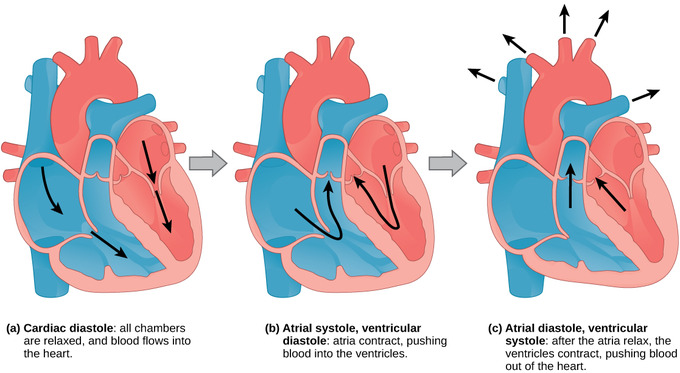 (a) Cardiac diastole: all chambers
are relaxed, and blood flows into
the heart.
(b) Atrial systole, ventricular
diastole: atria contract, pushing
blood into the ventricles.
(c) Atrial diastole, ventricular
systole: after the atria relax, the
ventricles contract, pushing blood
out of the heart.